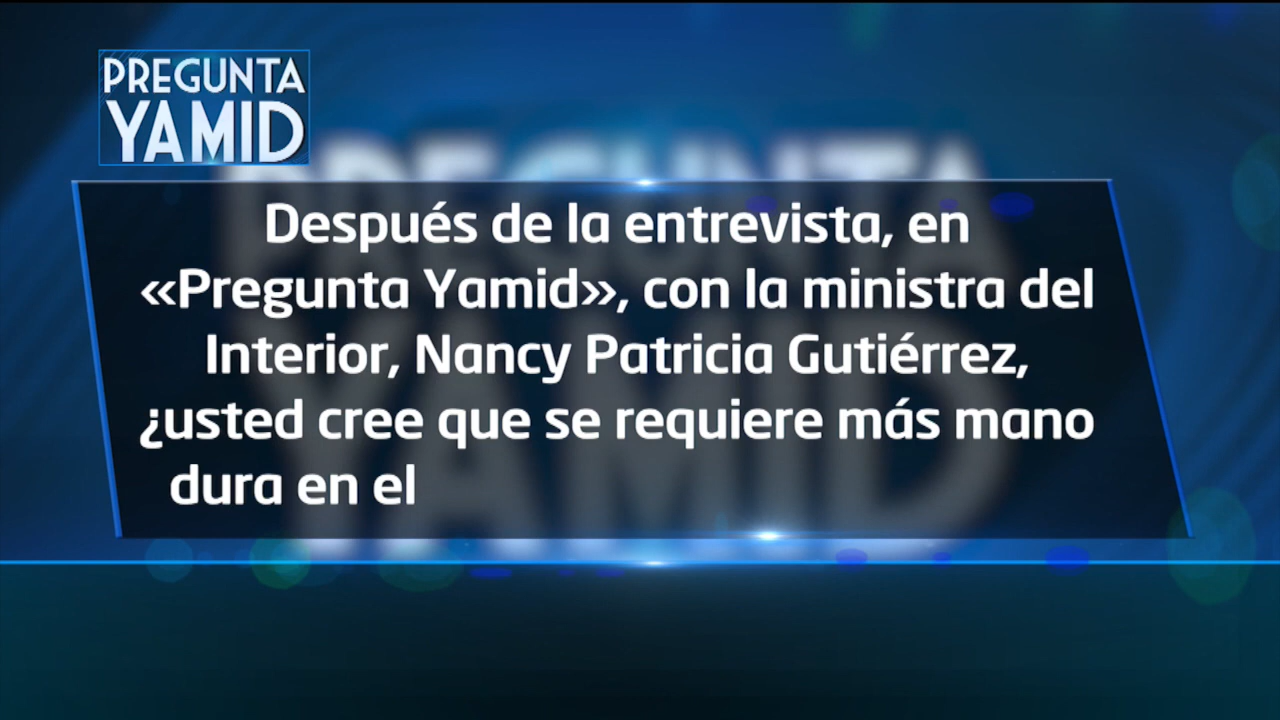 PREGUNTA
YAMID
Después de la entrevista, en
«Pregunta Yamid», con la ministra del
Interior, Nancy Patricia Gutiérrez,
¿usted cree que se requiere más mano
dura en el